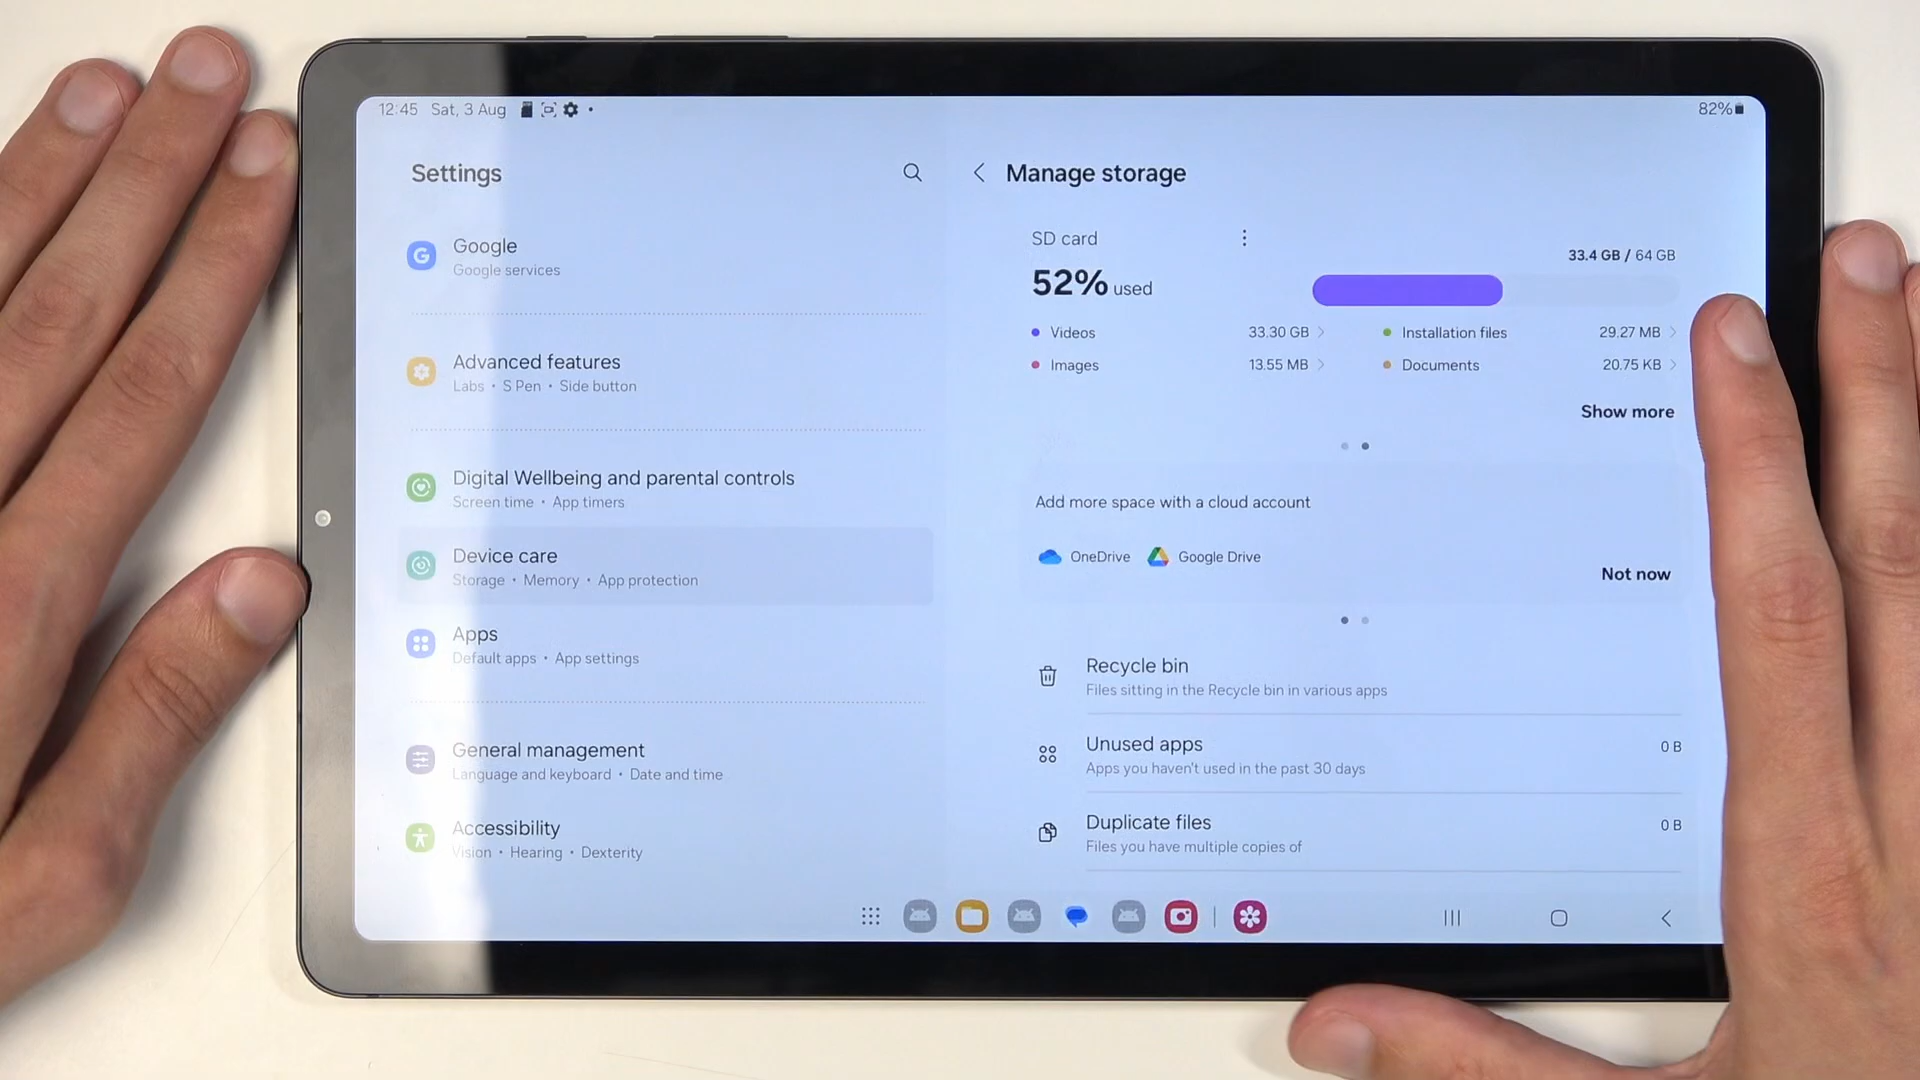 12:45 Sat, 3 Aug
82%
Settings
Google
Google services
Advanced features
Labs • S Pen • Side button
Digital Wellbeing and parental controls
Screen time • App timers
Device care
Storage • Memory • App protection
Apps
Default apps • App settings
General management
Language and keyboard • Date and time
Accessibility
Vision • Hearing • Dexterity
Manage storage
SD card
52% used
33.4 GB / 64 GB
Videos 33.30 GB
Installation files 29.27 MB
Images 13.55 MB
Documents 20.75 KB
Show more
Add more space with a cloud account
OneDrive Google Drive
Not now
Recycle bin
Files sitting in the Recycle bin in various apps
Unused apps 0 B
Apps you haven't used in the past 30 days
Duplicate files 0 B
Files you have multiple copies of